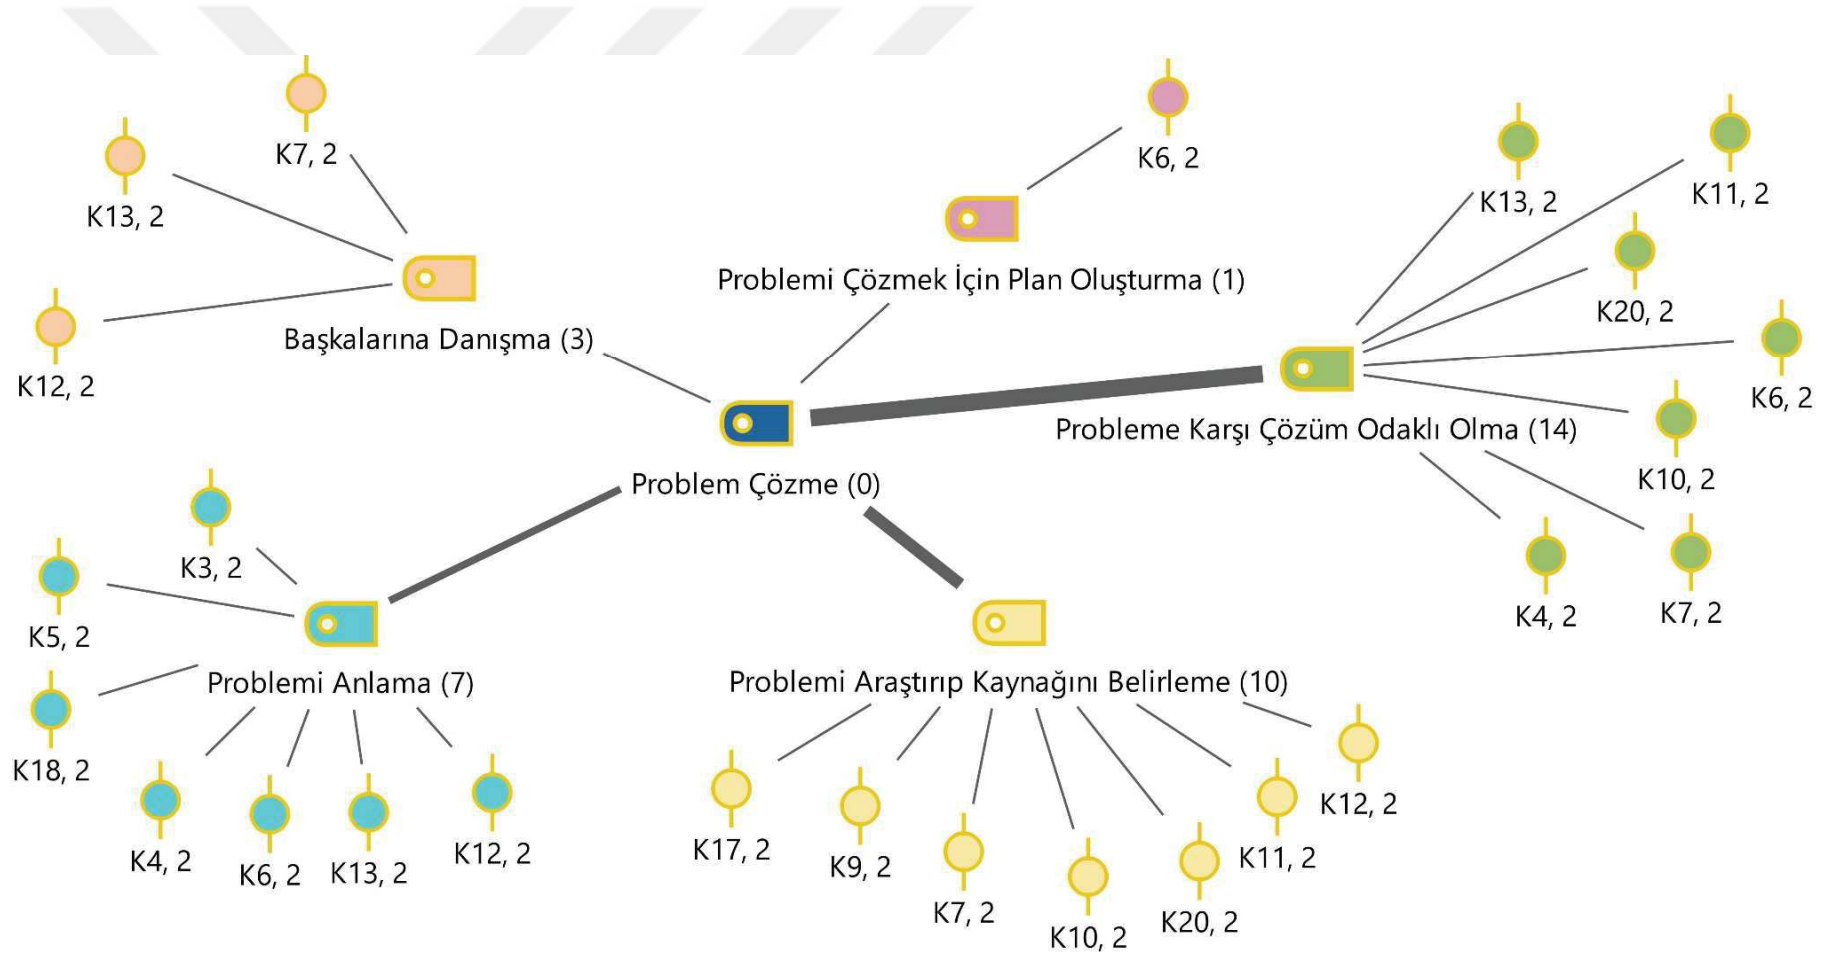 K7, 2
K13, 2
K12, 2
Başkalarına Danışma (3)
K6, 2
Problemi Çözmek İçin Plan Oluşturma (1)
K13, 2
K11, 2
K20, 2
K6, 2
K10, 2
K4, 2
K7, 2
Probleme Karşı Çözüm Odaklı Olma (14)
Problem Çözme (0)
K3, 2
K5, 2
K18, 2
Problemi Anlama (7)
K4, 2
K6, 2
K13, 2
K12, 2
Problemi Araştırıp Kaynağını Belirleme (10)
K17, 2
K9, 2
K7, 2
K10, 2
K20, 2
K11, 2
K12, 2